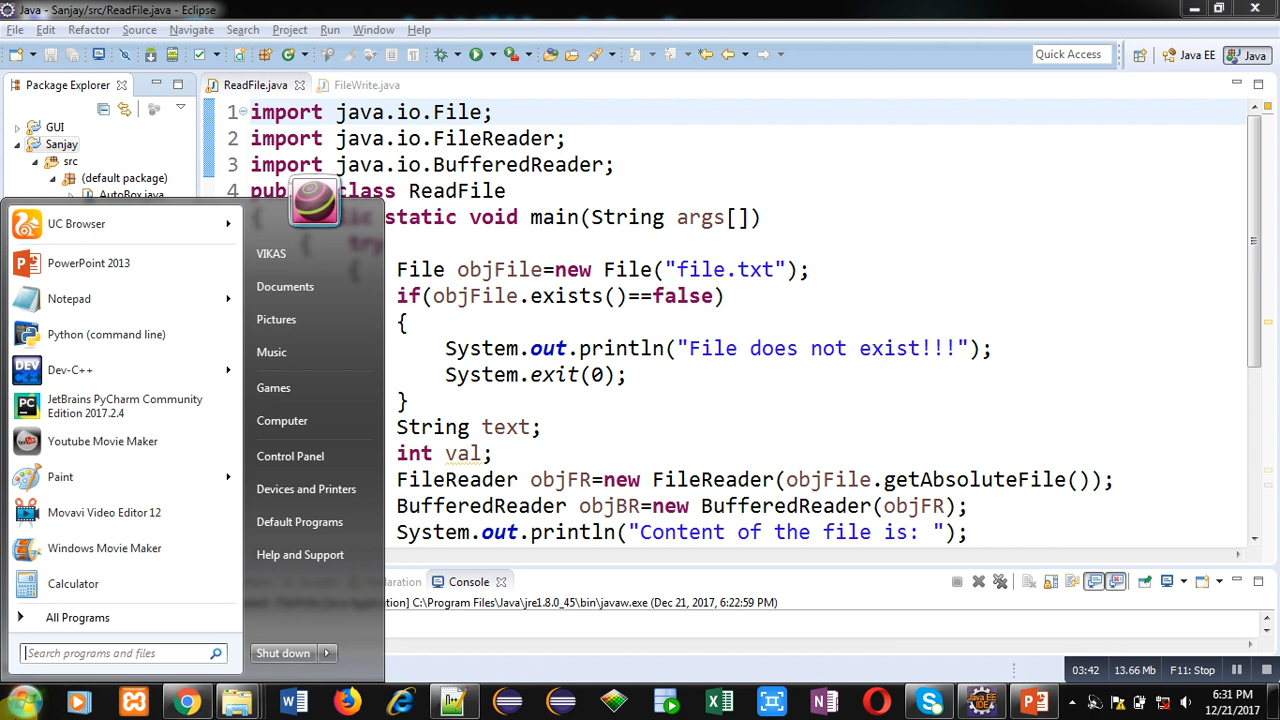 Java - Sanjay/src/ReadFile.java - Eclipse
File Edit Refactor Source Navigate Search Project Run Window Help
Quick Access
Java EE
Java
Package Explorer
ReadFile.java
FileWrite.java
GUI
Sanjay
src
(default package)
AutoBox.java
1 import java.io.File;
2 import java.io.FileReader;
3 import java.io.BufferedReader;
4 class ReadFile
static void main(String args[])
try
{
File objFile=new File("file.txt");
if(objFile.exists()==false)
{
System.out.println("File does not exist!!!");
System.exit(0);
}
String text;
int val;
FileReader objFR=new FileReader(objFile.getAbsoluteFile());
BufferedReader objBR=new BufferedReader(objFR);
System.out.println("Content of the file is: ");
UC Browser
PowerPoint 2013
Notepad
Python (command line)
Dev-C++
JetBrains PyCharm Community
Edition 2017.2.4
Youtube Movie Maker
Paint
Movavi Video Editor 12
Windows Movie Maker
Calculator
All Programs
Search programs and files
VIKAS
Documents
Pictures
Music
Games
Computer
Control Panel
Devices and Printers
Default Programs
Help and Support
Shut down
Console
C:\Program Files\Java\jre1.8.0_45\bin\javaw.exe (Dec 21, 2017, 6:22:59 PM)
03:42 13.66 Mb F11: Stop
6:31 PM
12/21/2017